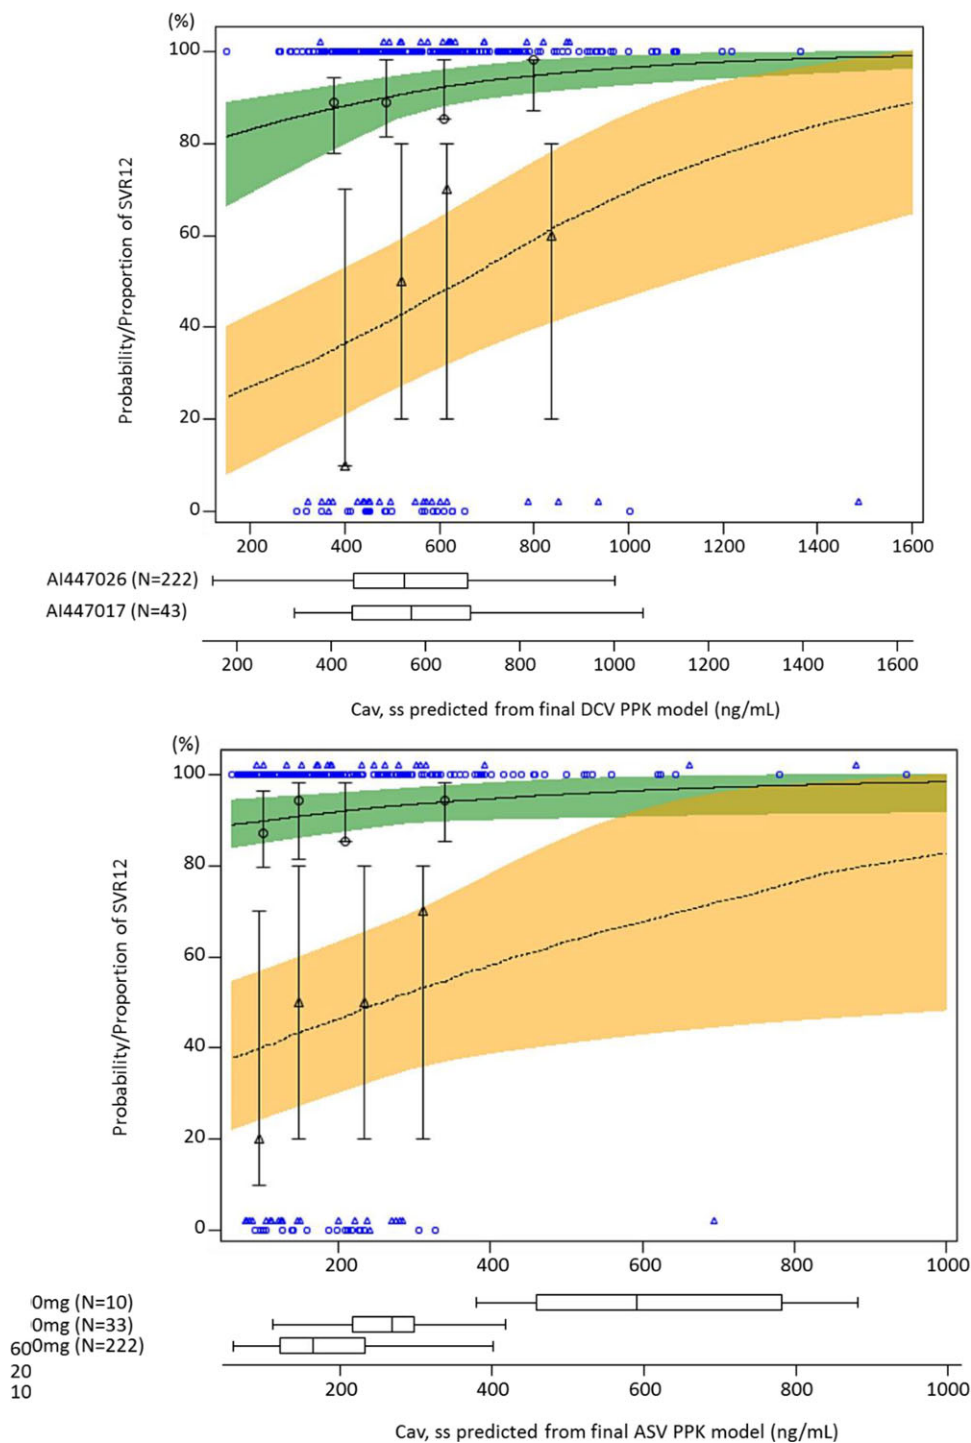 (%)
100
80
60
40
20
0
Probability/Proportion of SVR12
200 400 600 800 1000 1200 1400 1600
AI447026 (N=222)
AI447017 (N=43)
200 400 600 800 1000 1200 1400 1600
Cav, ss predicted from final DCV PPK model (ng/mL)
(%)
100
80
60
40
20
0
Probability/Proportion of SVR12
200 400 600 800 1000
0mg (N=10)
0mg (N=33)
600mg (N=222)
20
10
200 400 600 800 1000
Cav, ss predicted from final ASV PPK model (ng/mL)